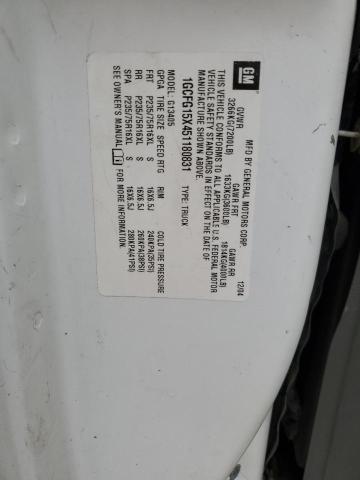 GM
MFD BY GENERAL MOTORS CORP.
12/04
GVWR GAWR FRT GAWR RR
3266KG(7200LB) 1633KG(3600LB) 1814KG(4000LB)
THIS VEHICLE CONFORMS TO ALL APPLICABLE U.S. FEDERAL MOTOR
VEHICLE SAFETY STANDARDS IN EFFECT ON THE DATE OF
MANUFACTURE SHOWN ABOVE.
1GCFG15X451180831 TYPE: TRUCK
MODEL: G13405
GPGA TIRE SIZE SPEED RTG RIM COLD TIRE PRESSURE
FRT P235/75R16XL S 16X6.5J 240KPA(35PSI)
RR P235/75R16XL S 16X6.5J 260KPA(38PSI)
SPA P235/75R16XL S 16X6.5J 280KPA(41PSI)
SEE OWNER'S MANUAL FOR MORE INFORMATION.